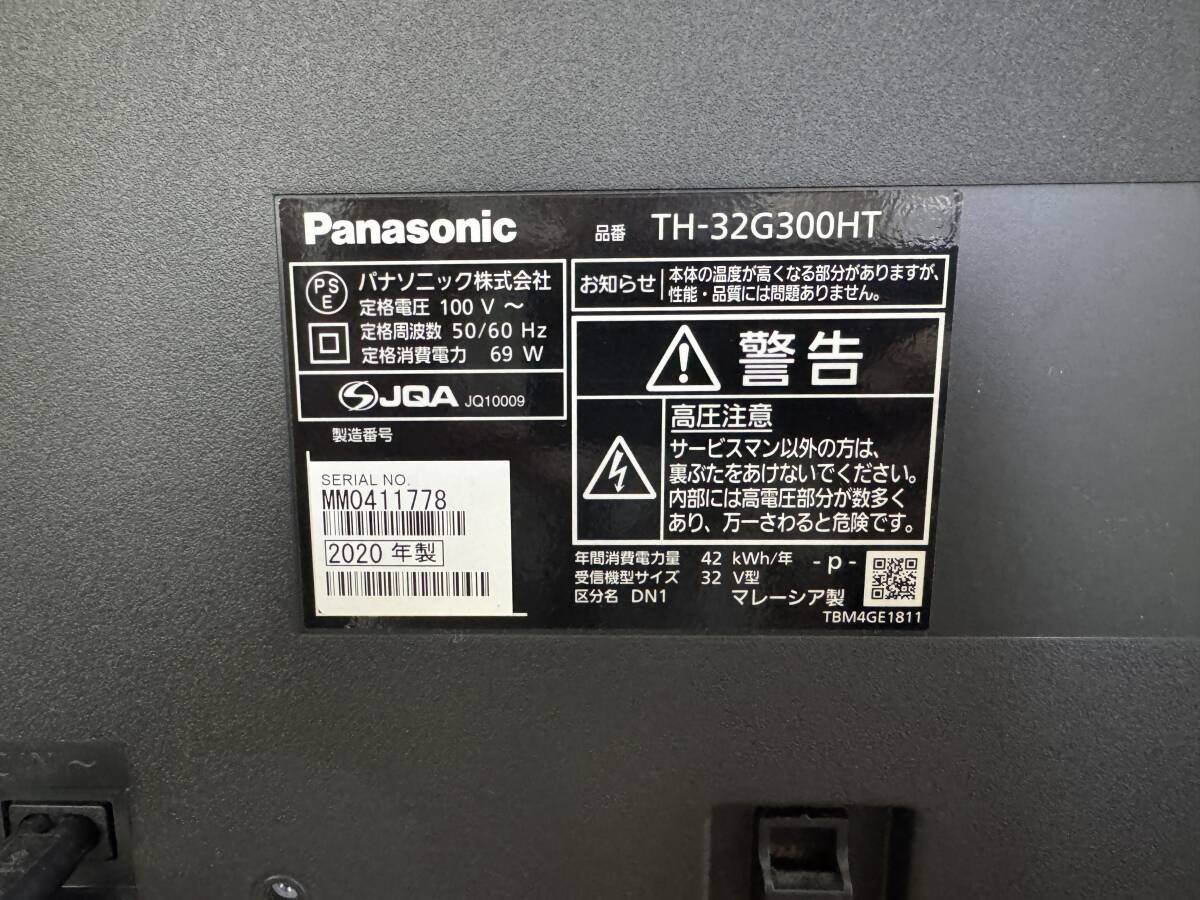 Panasonic
品番 TH-32G300HT
PS
E
パナソニック株式会社
定格電圧 100 V ～
定格周波数 50/60 Hz
定格消費電力 69 W
JQA JQ10009
製造番号
SERIAL NO.
MM0411778
2020 年製
お知らせ
本体の温度が高くなる部分がありますが、
性能・品質には問題ありません。
警告
高圧注意
サービスマン以外の方は、
裏ぶたをあけないでください。
内部には高電圧部分が数多く
あり、万一さわると危険です。
年間消費電力量 42 kWh/年 -p-
受信機型サイズ 32 V型
区分名 DN1 マレーシア製
TBM4GE1811